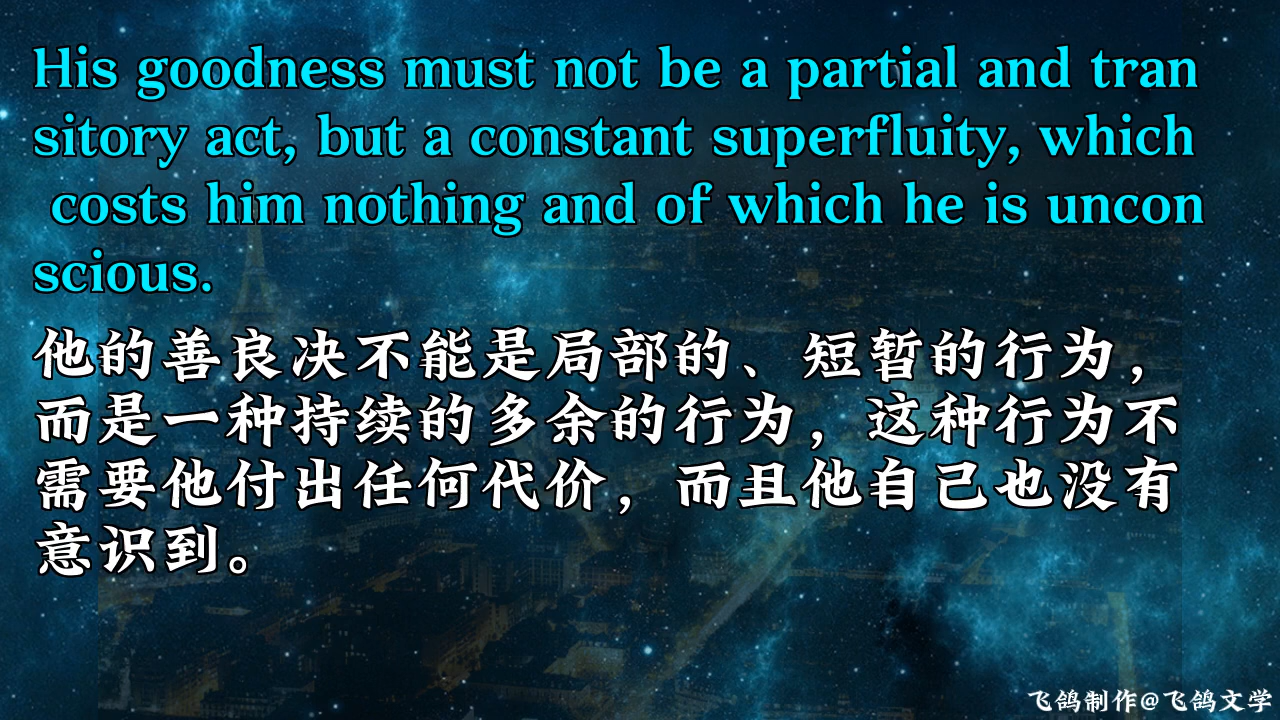 His goodness must not be a partial and tran
sitory act, but a constant superfluity, which
costs him nothing and of which he is uncon
scious.
他的善良决不能是局部的、短暂的行为，
而是一种持续的多余的行为，这种行为不
需要他付出任何代价，而且他自己也没有
意识到。
飞鸽制作@飞鸽文学